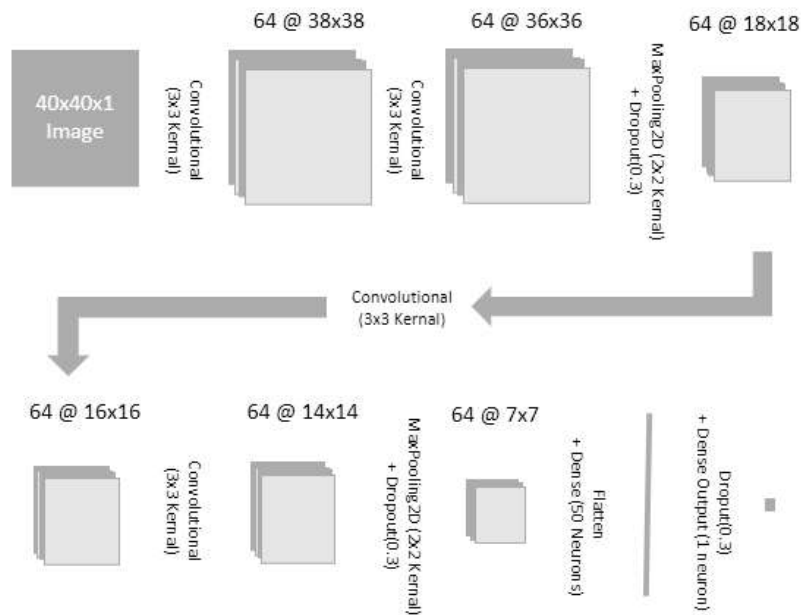 64 @ 38x38
64 @ 36x36
64 @ 18x18
40x40x1
Image
Convolutional
(3x3 Kernal)
Convolutional
(3x3 Kernal)
MaxPooling2D (2x2 Kernal)
+ Dropout(0.3)
Convolutional
(3x3 Kernal)
64 @ 16x16
64 @ 14x14
64 @ 7x7
Convolutional
(3x3 Kernal)
MaxPooling2D (2x2 Kernal)
+ Dropout(0.3)
Flatten
+ Dense (50 Neurons)
Droput(0.3)
+ Dense Output (1 neuron)